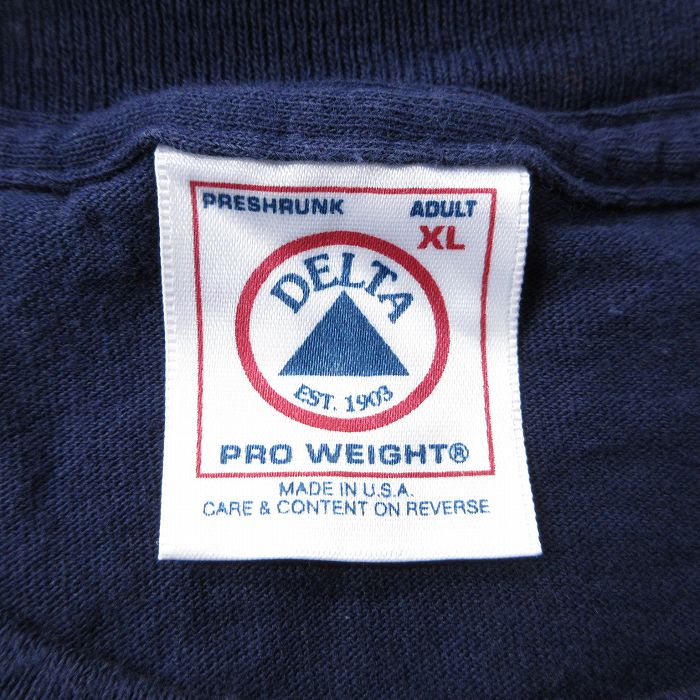 PRESHRUNK ADULT
XL
DELTA
EST. 1903
PRO WEIGHT®
MADE IN U.S.A.
CARE & CONTENT ON REVERSE